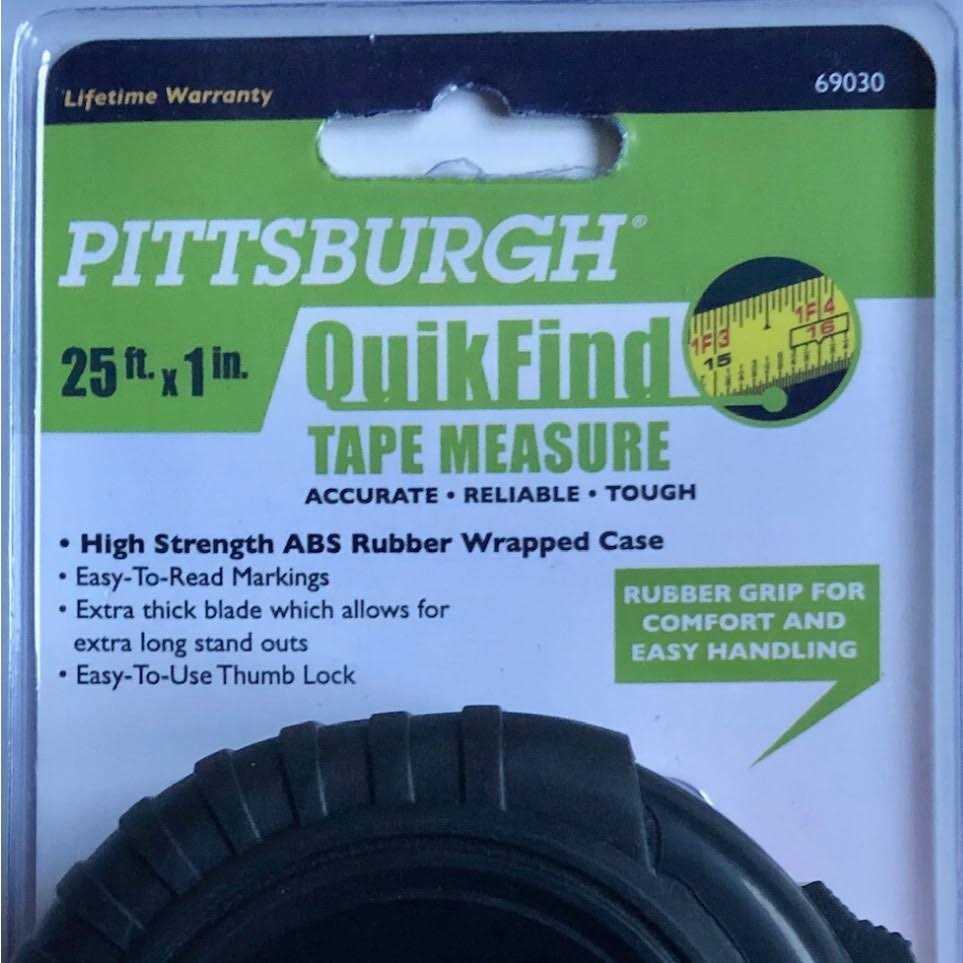 Lifetime Warranty
69030
PITTSBURGH®
25 ft. x 1 in.
QuikFind
1F3
15
1F4
16
TAPE MEASURE
ACCURATE • RELIABLE • TOUGH
• High Strength ABS Rubber Wrapped Case
• Easy-To-Read Markings
• Extra thick blade which allows for
extra long stand outs
• Easy-To-Use Thumb Lock
RUBBER GRIP FOR
COMFORT AND
EASY HANDLING